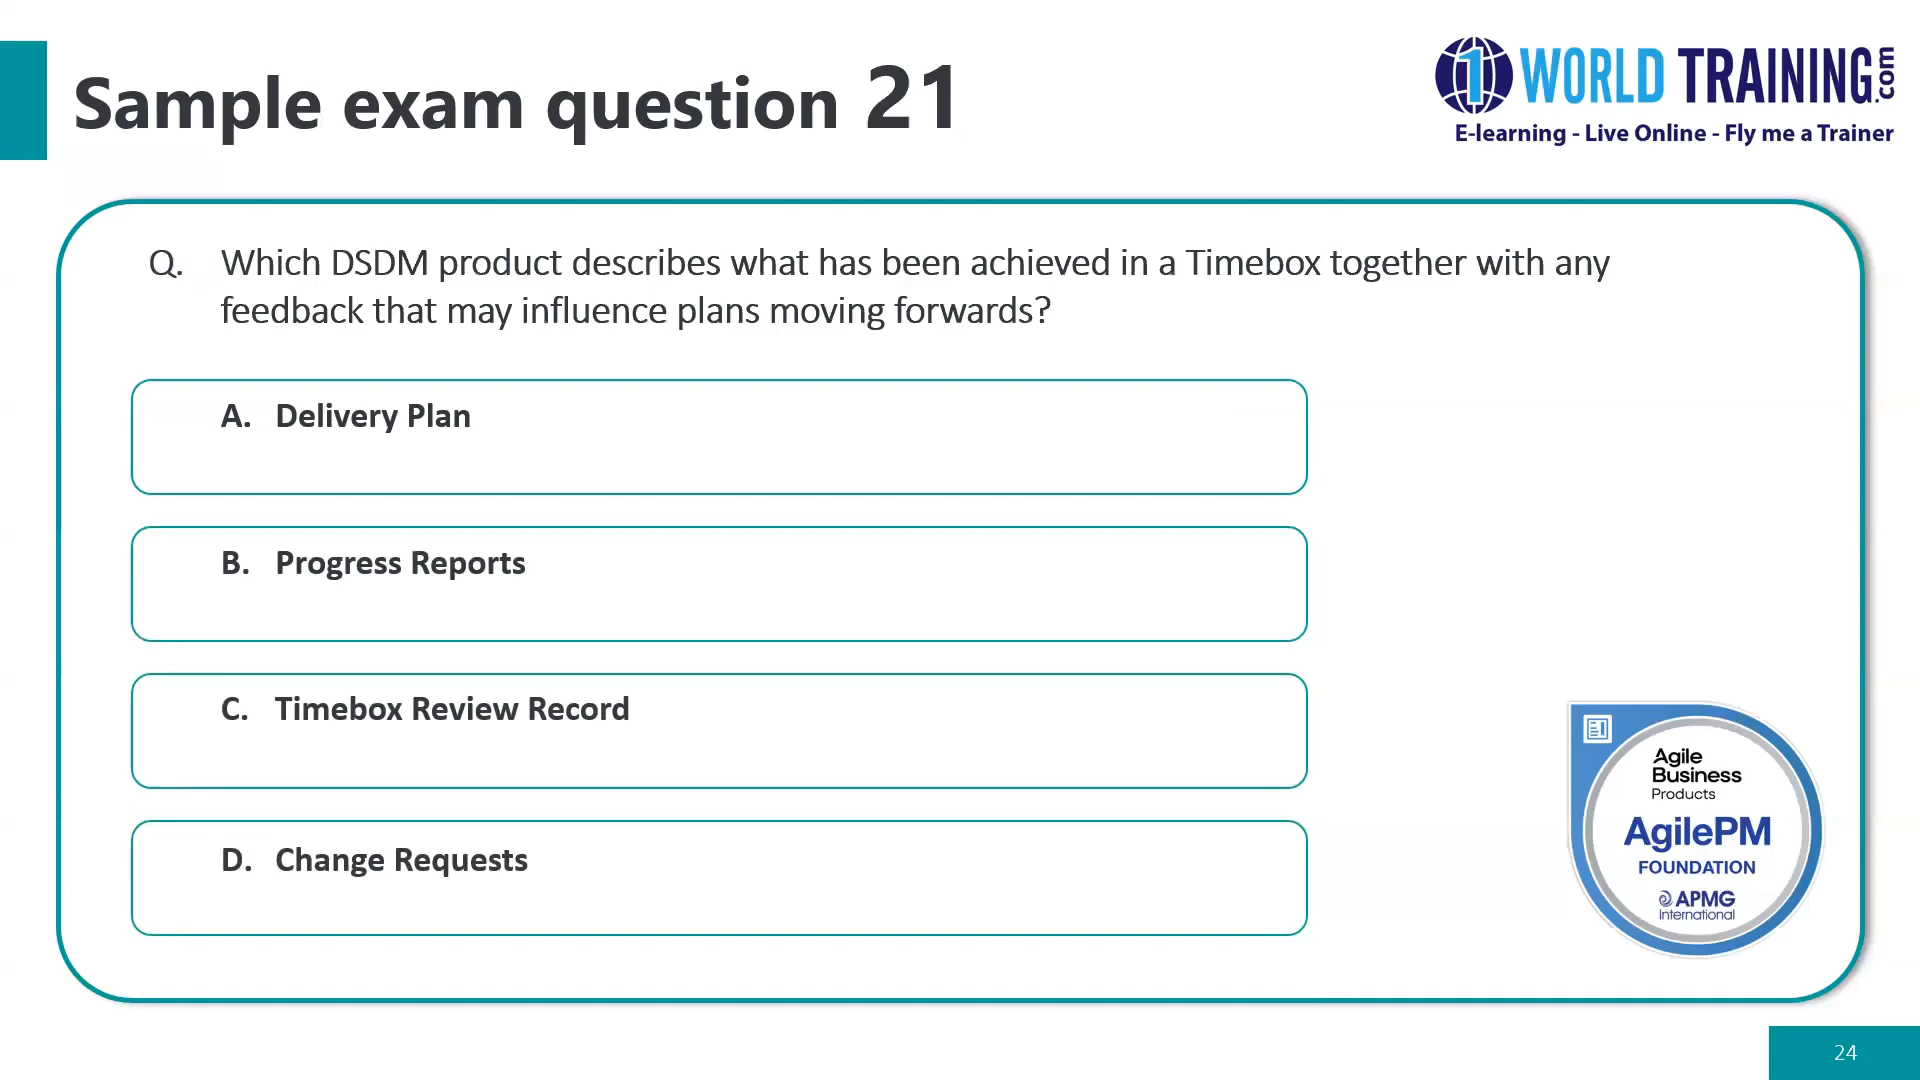 Sample exam question 21
1 WORLD TRAINING.com
E-learning - Live Online - Fly me a Trainer
Q. Which DSDM product describes what has been achieved in a Timebox together with any
feedback that may influence plans moving forwards?
A. Delivery Plan
B. Progress Reports
C. Timebox Review Record
D. Change Requests
Agile
Business
Products
AgilePM
FOUNDATION
APMG
International
24